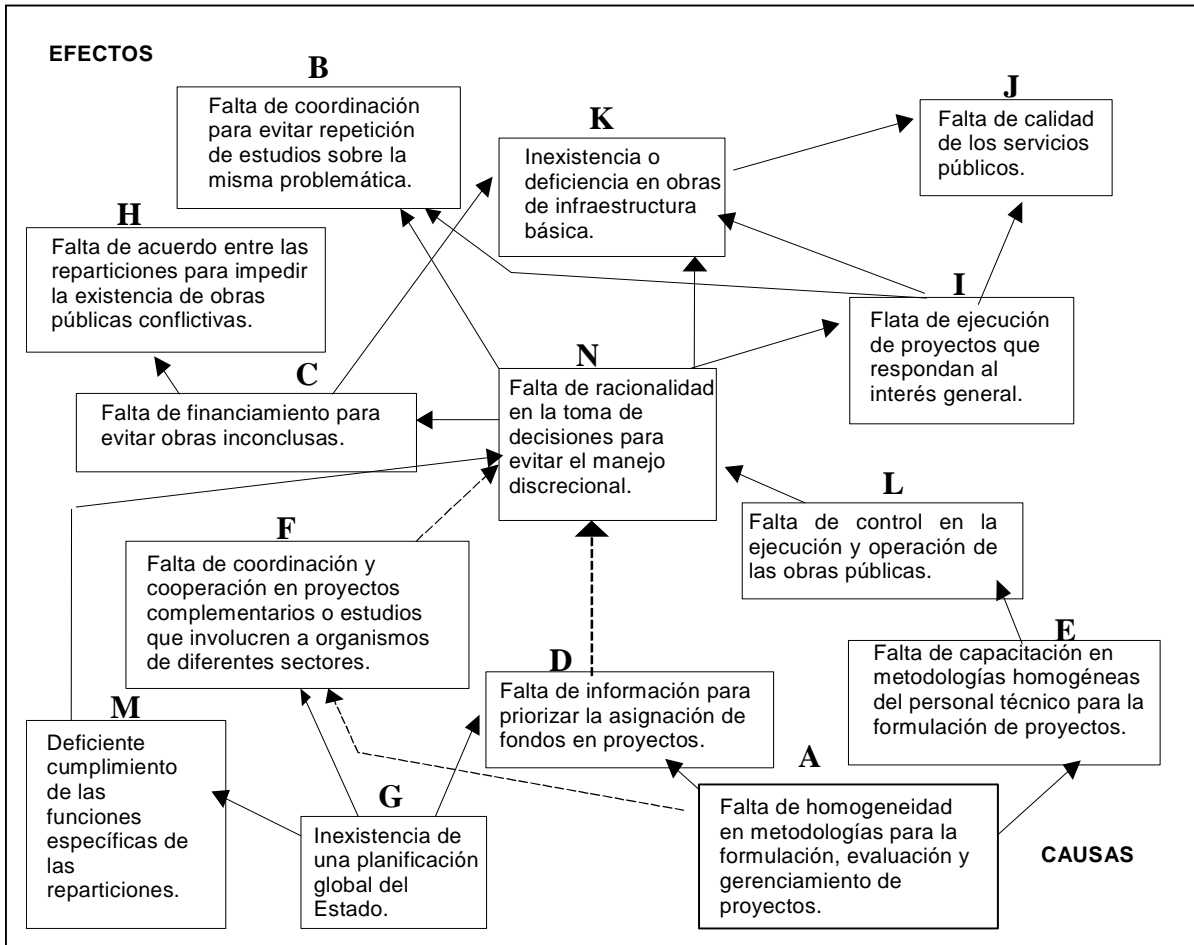 EFECTOS
B
Falta de coordinación
para evitar repetición
de estudios sobre la
misma problemática.
K
Inexistencia o
deficiencia en obras
de infraestructura
básica.
J
Falta de calidad
de los servicios
públicos.
H
Falta de acuerdo entre las
reparticiones para impedir
la existencia de obras
públicas conflictivas.
I
Flata de ejecución
de proyectos que
respondan al
interés general.
C
Falta de financiamiento para
evitar obras inconclusas.
N
Falta de racionalidad
en la toma de
decisiones para
evitar el manejo
discrecional.
L
Falta de control en la
ejecución y operación de
las obras públicas.
F
Falta de coordinación y
cooperación en proyectos
complementarios o estudios
que involucren a organismos
de diferentes sectores.
E
Falta de capacitación en
metodologías homogéneas
del personal técnico para la
formulación de proyectos.
D
Falta de información para
priorizar la asignación de
fondos en proyectos.
M
Deficiente
cumplimiento
de las
funciones
específicas de
las
reparticiones.
G
Inexistencia de
una planificación
global del
Estado.
A
Falta de homogeneidad
en metodologías para la
formulación, evaluación y
gerenciamiento de
proyectos.
CAUSAS